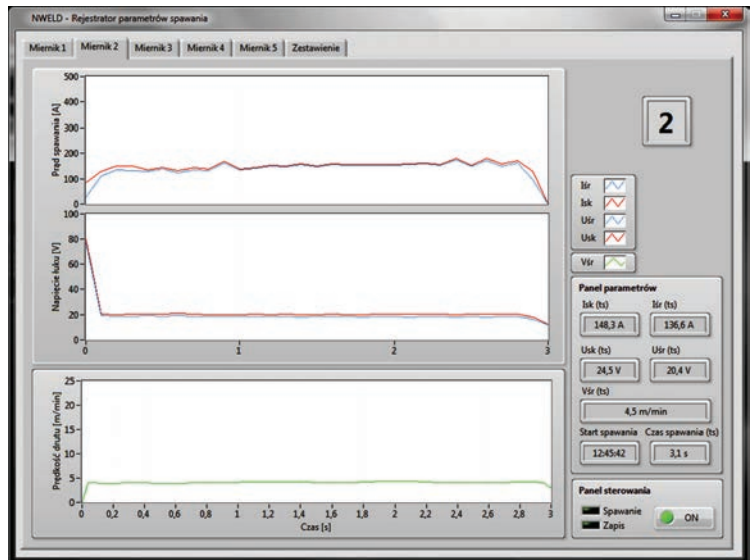 NWELD - Rejestrator parametrów spawania
Miernik 1 Miernik 2 Miernik 3 Miernik 4 Miernik 5 Zestawienie
Prąd spawania [A]
500
400
300
200
100
0
Napięcie łuku [V]
100
80
60
40
20
0
0 1 2 3
Prędkość drutu [m/min]
25
20
15
10
5
0
0 0,2 0,4 0,6 0,8 1 1,2 1,4 1,6 1,8 2 2,2 2,4 2,6 2,8 3
Czas [s]
2
Iśr
Isk
Uśr
Usk
Vśr
Panel parametrów
Isk (ts) Iśr (ts)
148,3 A 136,6 A
Usk (ts) Uśr (ts)
24,5 V 20,4 V
Vśr (ts)
4,5 m/min
Start spawania Czas spawania (ts)
12:45:42 3,1 s
Panel sterowania
Spawanie
Zapis
ON